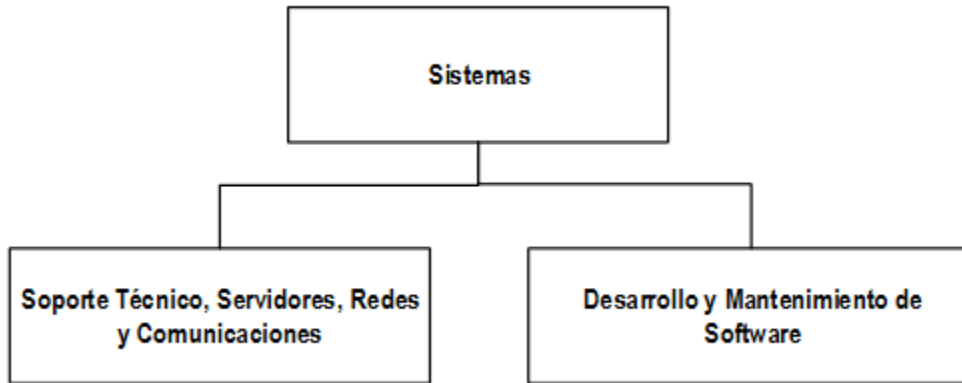 Sistemas
Soporte Técnico, Servidores, Redes
y Comunicaciones
Desarrollo y Mantenimiento de
Software